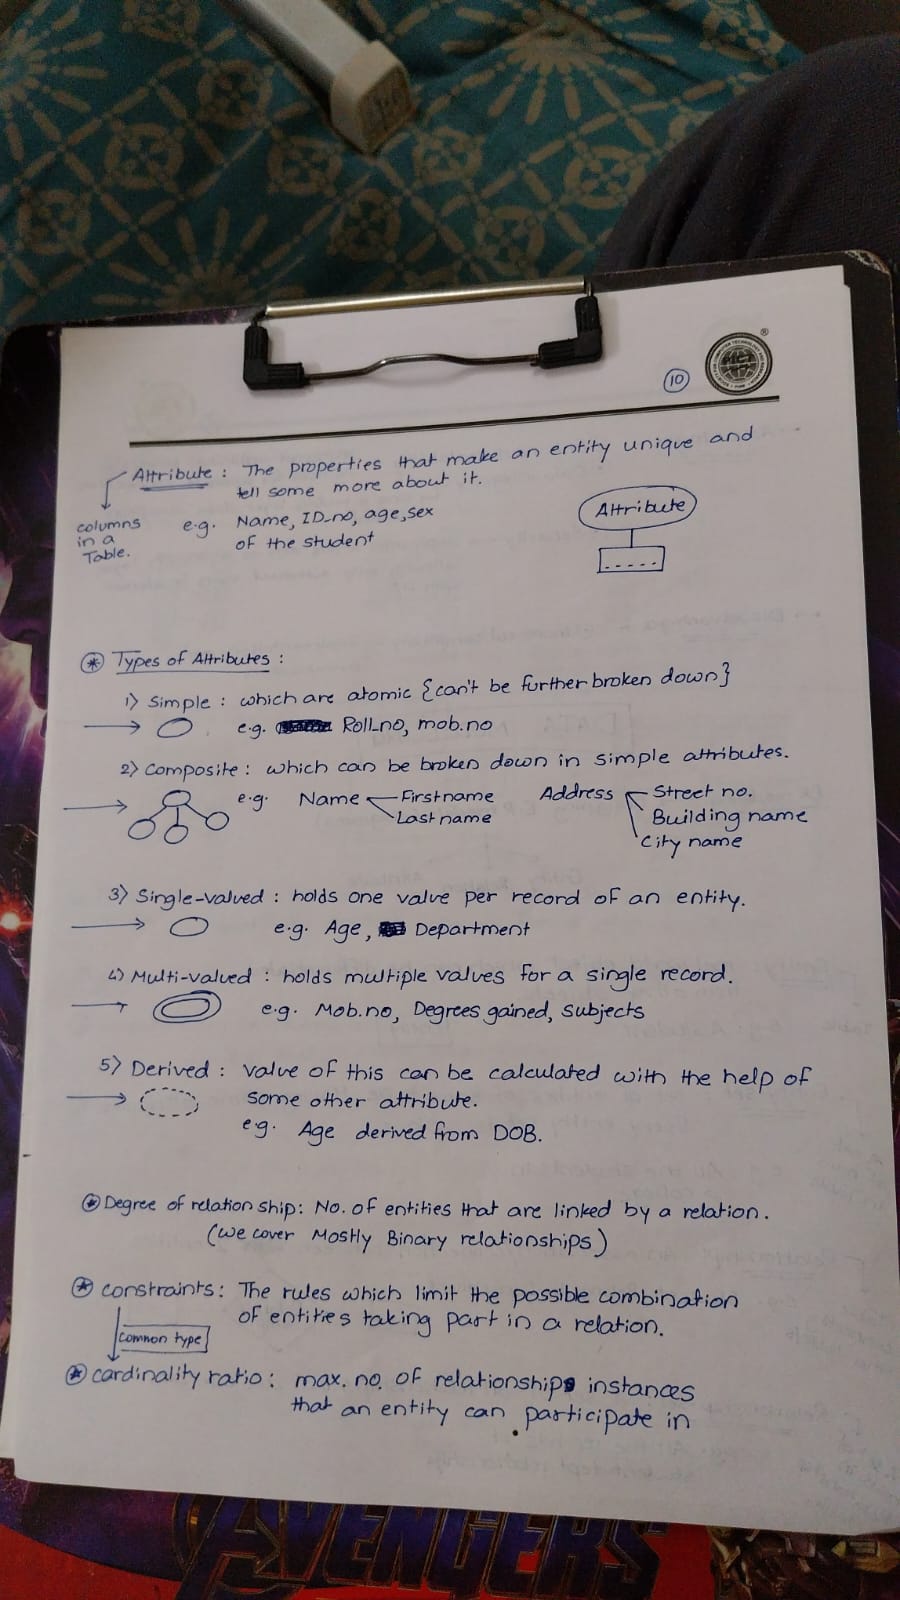 10
Attribute : The properties that make an entity unique and
tell some more about it.
columns
in a
Table.
e.g. Name, ID_no, age, sex
of the student
Attribute
.....
* Types of Attributes :
1) Simple : which are atomic {can't be further broken down}
e.g. Roll_no, mob.no
2) Composite : which can be broken down in simple attributes.
e.g. Name Firstname Address Street no.
Lastname Building name
City name
3) Single-valued : holds one value per record of an entity.
e.g. Age, Department
4) Multi-valued : holds multiple values for a single record.
e.g. Mob.no, Degrees gained, subjects
5) Derived : value of this can be calculated with the help of
some other attribute.
e.g. Age derived from DOB.
* Degree of relationship: No. of entities that are linked by a relation.
(we cover Mostly Binary relationships)
* constraints: The rules which limit the possible combination
of entities taking part in a relation.
common type
* cardinality ratio: max. no. of relationships instances
that an entity can participate in
AVENGERS